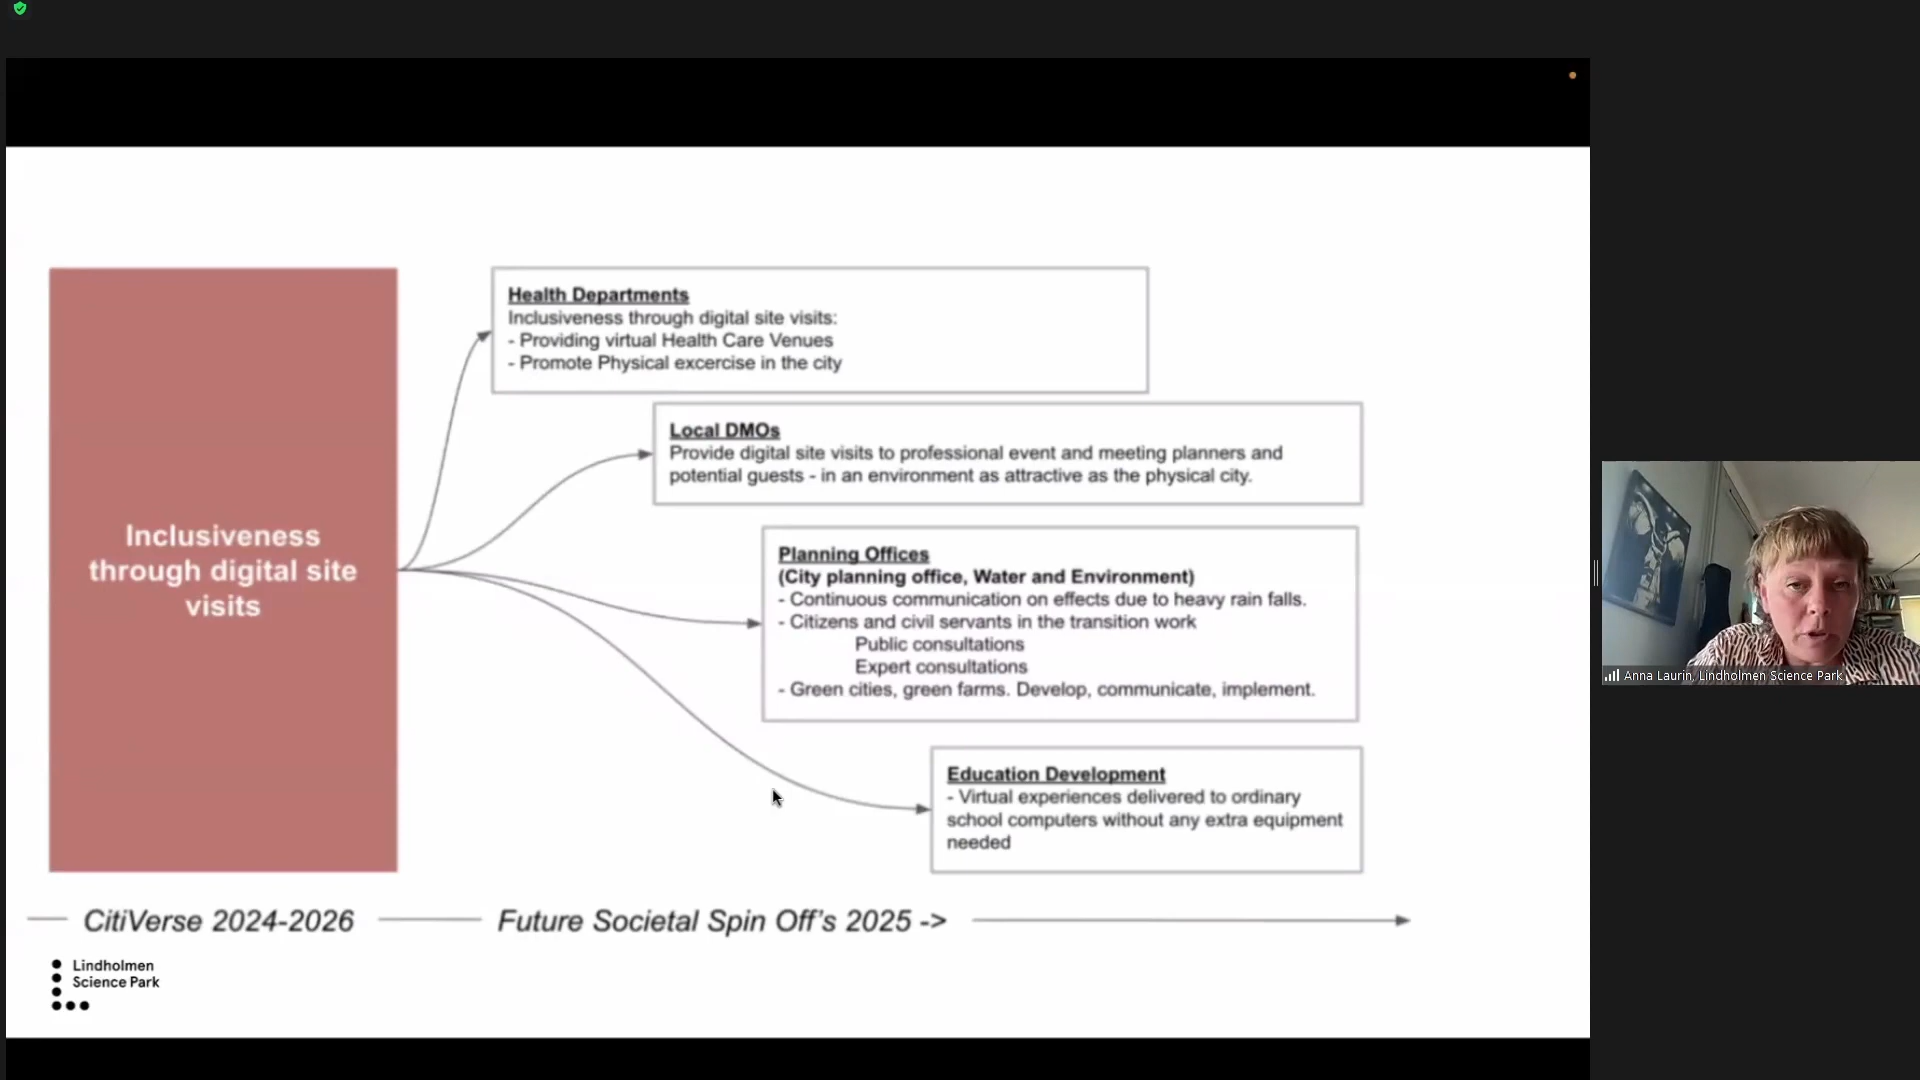 Inclusiveness
through digital site
visits
Health Departments
Inclusiveness through digital site visits:
- Providing virtual Health Care Venues
- Promote Physical excercise in the city
Local DMOs
Provide digital site visits to professional event and meeting planners and
potential guests - in an environment as attractive as the physical city.
Planning Offices
(City planning office, Water and Environment)
- Continuous communication on effects due to heavy rain falls.
- Citizens and civil servants in the transition work
Public consultations
Expert consultations
- Green cities, green farms. Develop, communicate, implement.
Education Development
- Virtual experiences delivered to ordinary
school computers without any extra equipment
needed
CitiVerse 2024-2026
Future Societal Spin Off's 2025 ->
Lindholmen
Science Park
Anna Laurin, Lindholmen Science Park